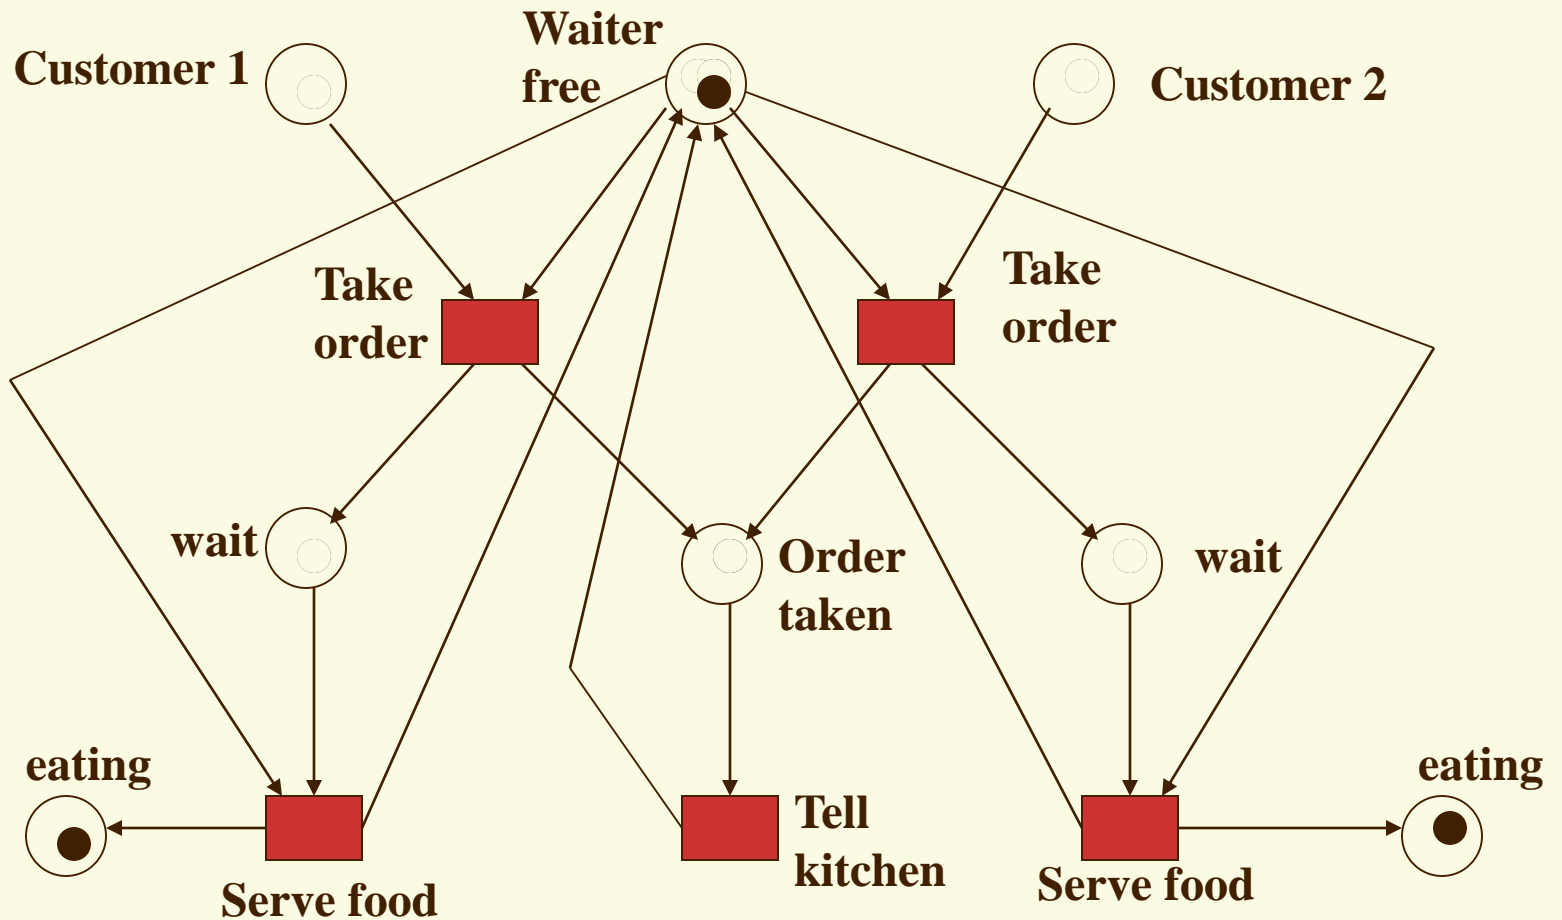 Customer 1
Waiter
free
Customer 2
Take
order
Take
order
wait
Order
taken
wait
eating
eating
Tell
kitchen
Serve food
Serve food